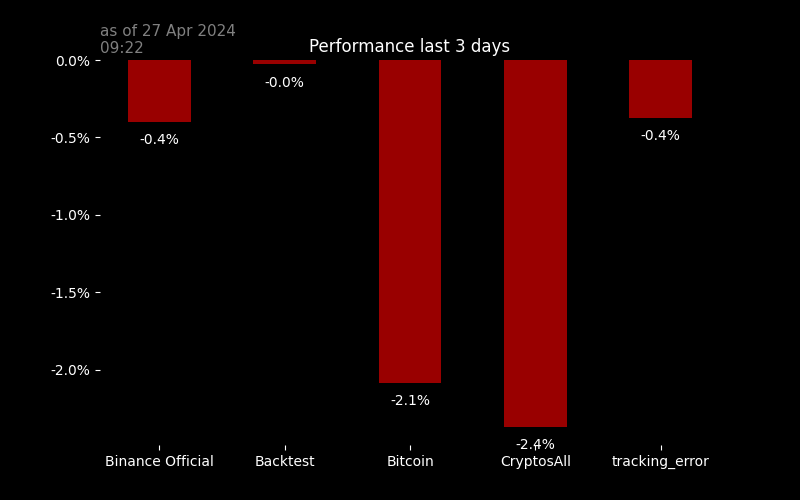 as of 27 Apr 2024
09:22
Performance last 3 days
0.0%
-0.5%
-1.0%
-1.5%
-2.0%
-0.4%
-0.0%
-2.1%
-2.4%
-0.4%
Binance Official
Backtest
Bitcoin
CryptosAll
tracking_error